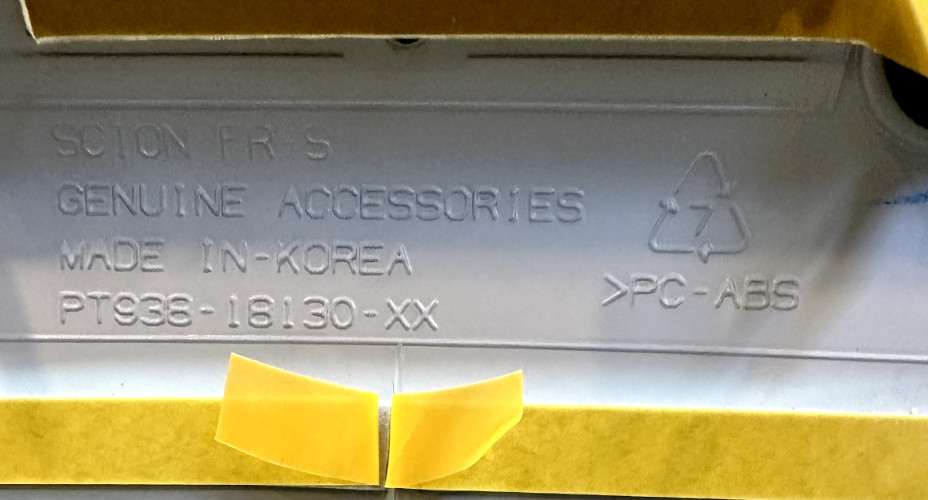 SCION FR-S
GENUINE ACCESSORIES
MADE IN-KOREA
PT938-18130-XX
7
>PC-ABS